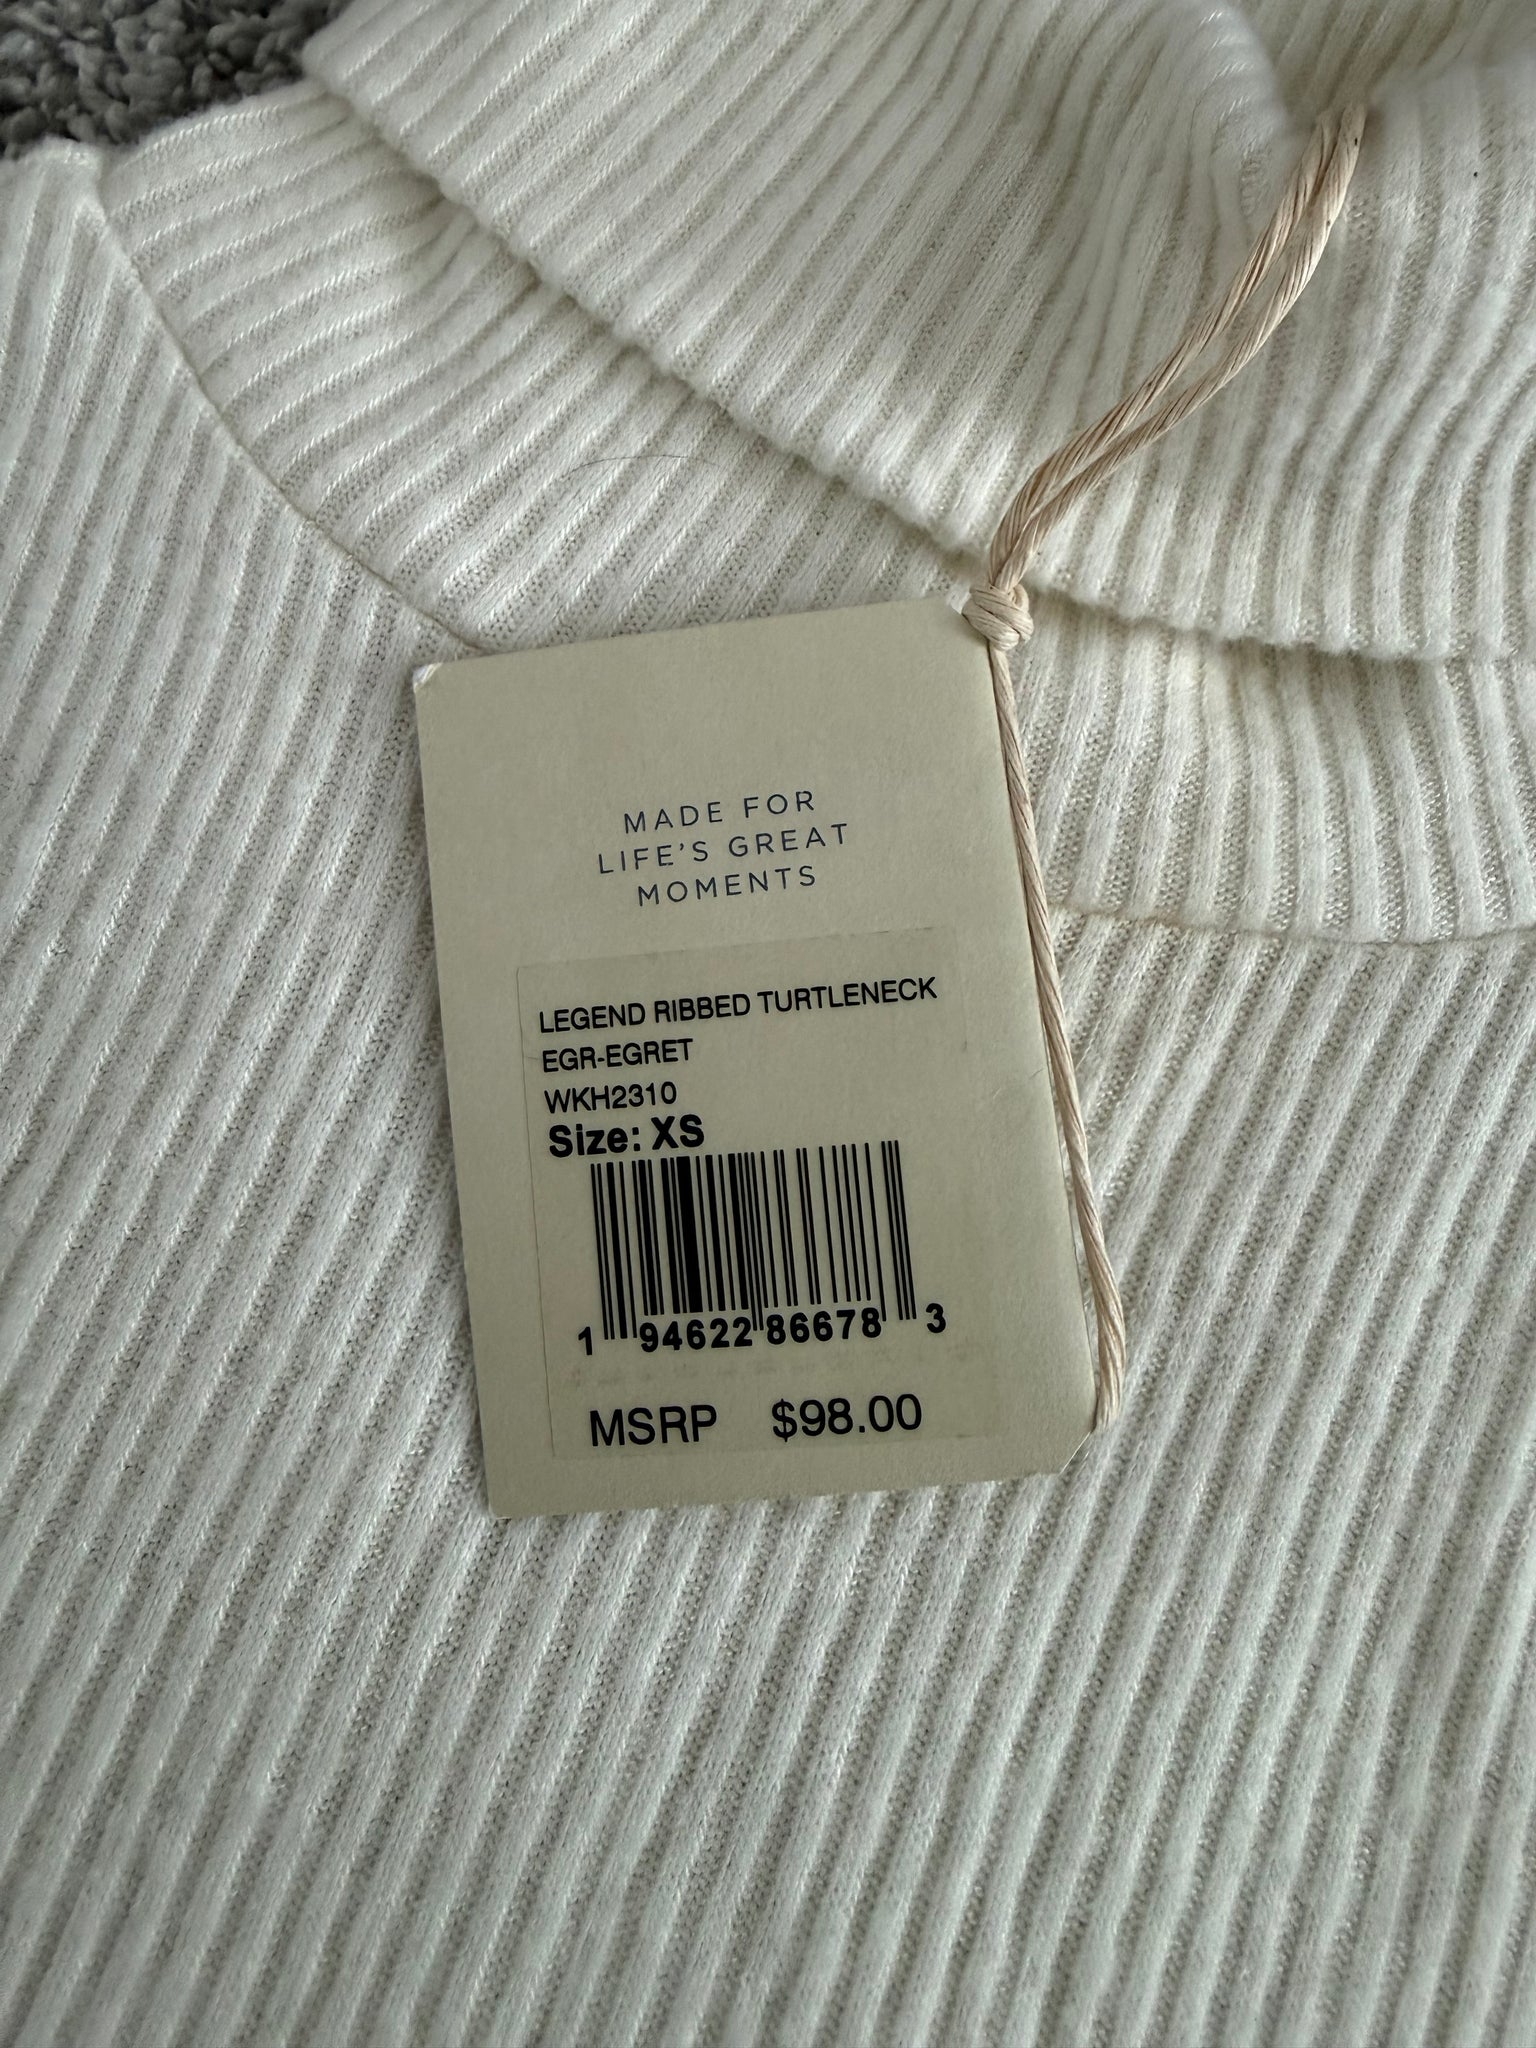 MADE FOR
LIFE'S GREAT
MOMENTS
LEGEND RIBBED TURTLENECK
EGR-EGRET
WKH2310
Size: XS
1 94622 86678 3
MSRP $98.00